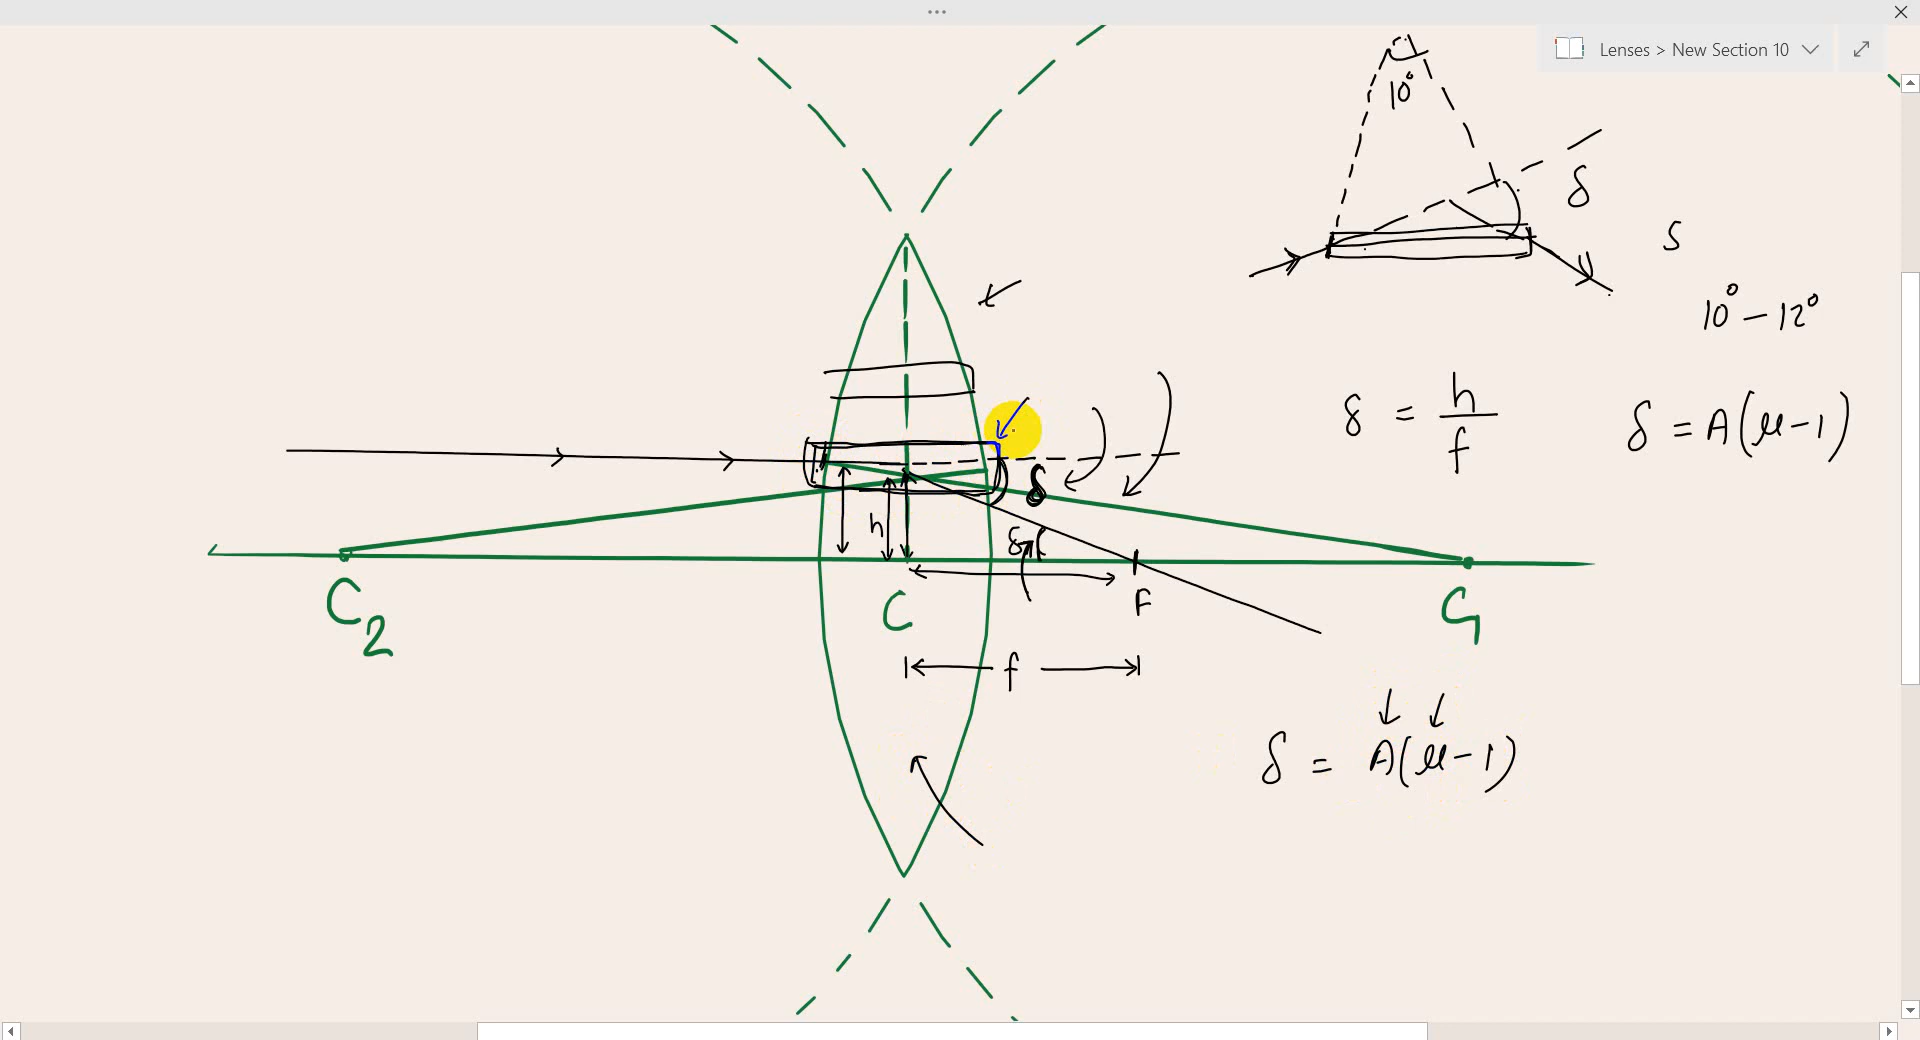 Lenses > New Section 10
10°
δ
S
10° – 12°
δ = h/f
δ = A(μ-1)
δ
h
δ
C₂
C
F
C₁
f
δ = A(μ-1)